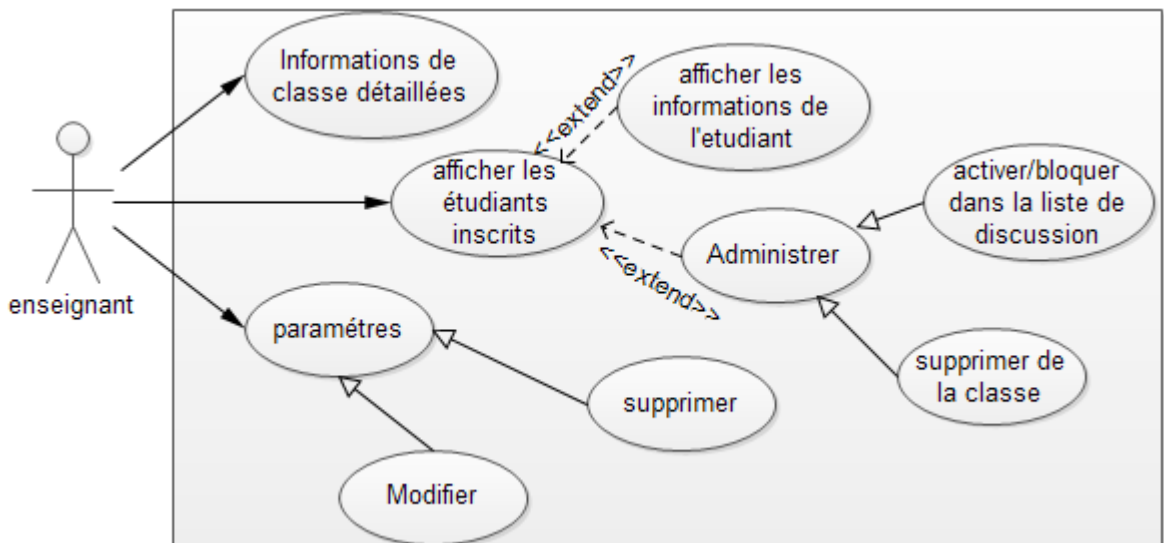 Informations de
classe détaillées
<<extend>>
afficher les
informations de
l'etudiant
afficher les
étudiants
inscrits
activer/bloquer
dans la liste de
discussion
Administrer
<<extend>>
enseignant
paramétres
supprimer de
la classe
supprimer
Modifier